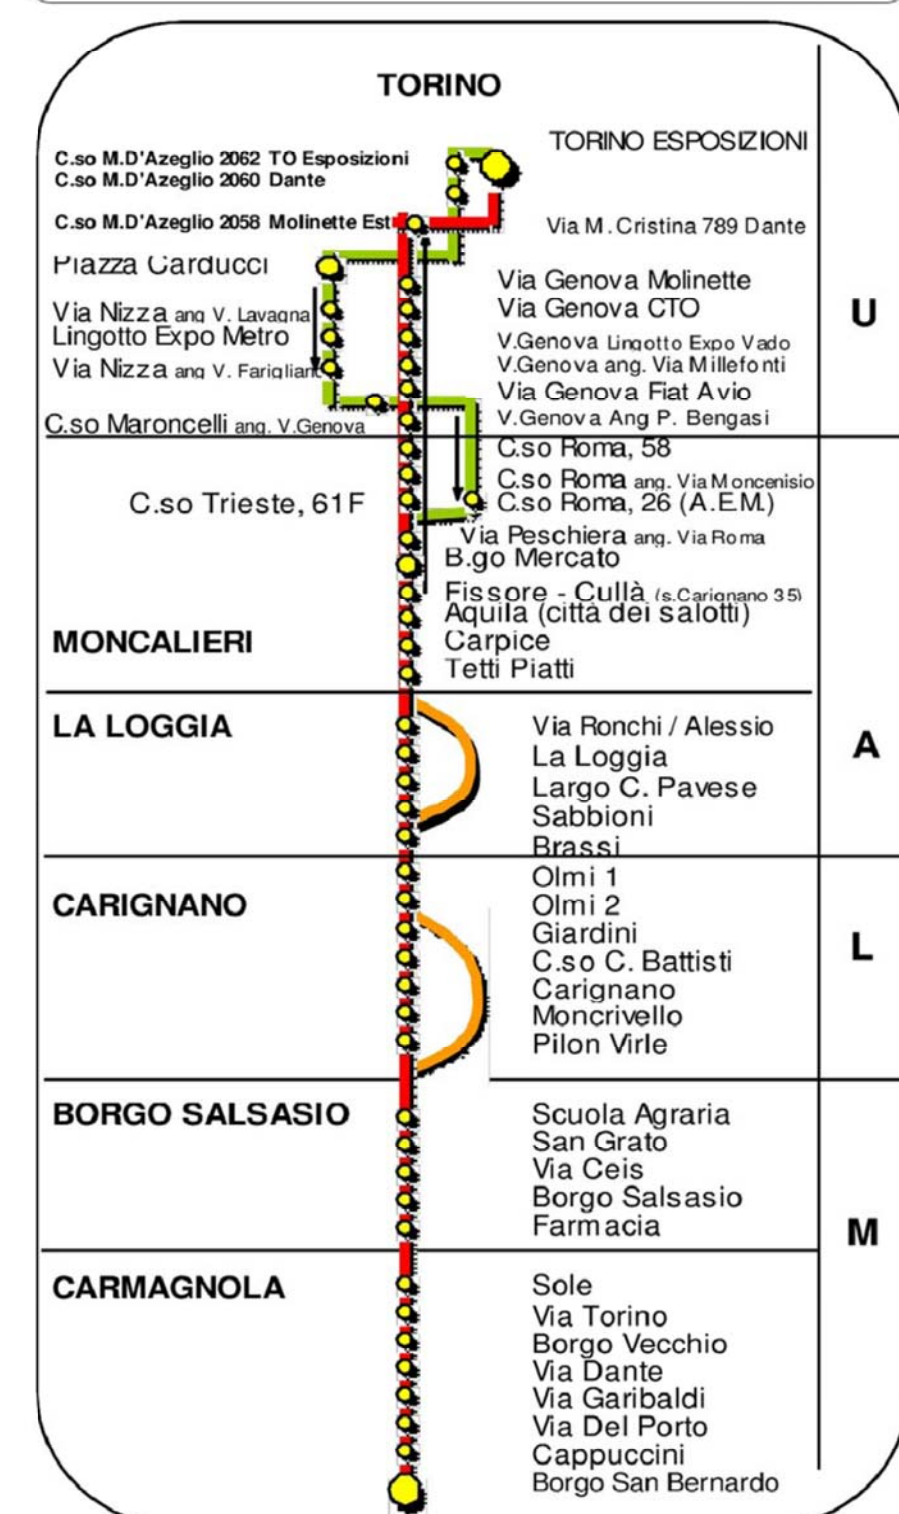 TORINO
TORINO ESPOSIZIONI
C.so M.D'Azeglio 2062 TO Esposizioni
C.so M.D'Azeglio 2060 Dante
C.so M.D'Azeglio 2058 Molinette Est
Via M. Cristina 789 Dante
Piazza Carducci
Via Nizza ang V. Lavagna
Lingotto Expo Metro
Via Nizza ang V. Farigliano
C.so Maroncelli ang. V.Genova
Via Genova Molinette
Via Genova CTO
V.Genova Lingotto Expo Vado
V.Genova ang. Via Millefonti
Via Genova Fiat Avio
V.Genova Ang P. Bengasi
U
C.so Roma, 58
C.so Roma ang. Via Moncenisio
C.so Roma, 26 (A.E.M.)
C.so Trieste, 61F
Via Peschiera ang. Via Roma
B.go Mercato
Fissore - Cullà (s.Carignano 35)
Aquila (città dei salotti)
MONCALIERI
Carpice
Tetti Piatti
LA LOGGIA
Via Ronchi / Alessio
La Loggia
Largo C. Pavese
Sabbioni
Brassi
A
CARIGNANO
Olmi 1
Olmi 2
Giardini
C.so C. Battisti
Carignano
Moncrivello
Pilon Virle
L
BORGO SALSASIO
Scuola Agraria
San Grato
Via Ceis
Borgo Salsasio
Farmacia
M
CARMAGNOLA
Sole
Via Torino
Borgo Vecchio
Via Dante
Via Garibaldi
Via Del Porto
Cappuccini
Borgo San Bernardo